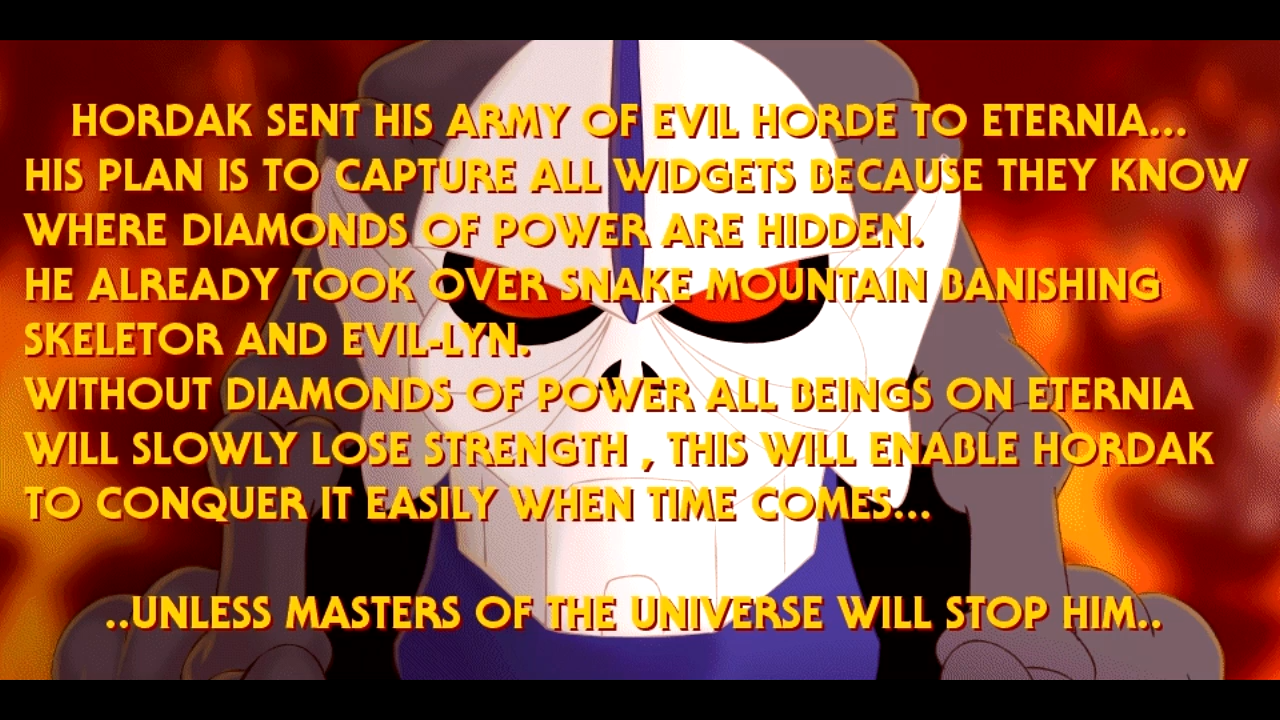 HORDAK SENT HIS ARMY OF EVIL HORDE TO ETERNIA...
HIS PLAN IS TO CAPTURE ALL WIDGETS BECAUSE THEY KNOW
WHERE DIAMONDS OF POWER ARE HIDDEN.
HE ALREADY TOOK OVER SNAKE MOUNTAIN BANISHING
SKELETOR AND EVIL-LYN.
WITHOUT DIAMONDS OF POWER ALL BEINGS ON ETERNIA
WILL SLOWLY LOSE STRENGTH , THIS WILL ENABLE HORDAK
TO CONQUER IT EASILY WHEN TIME COMES...
..UNLESS MASTERS OF THE UNIVERSE WILL STOP HIM..